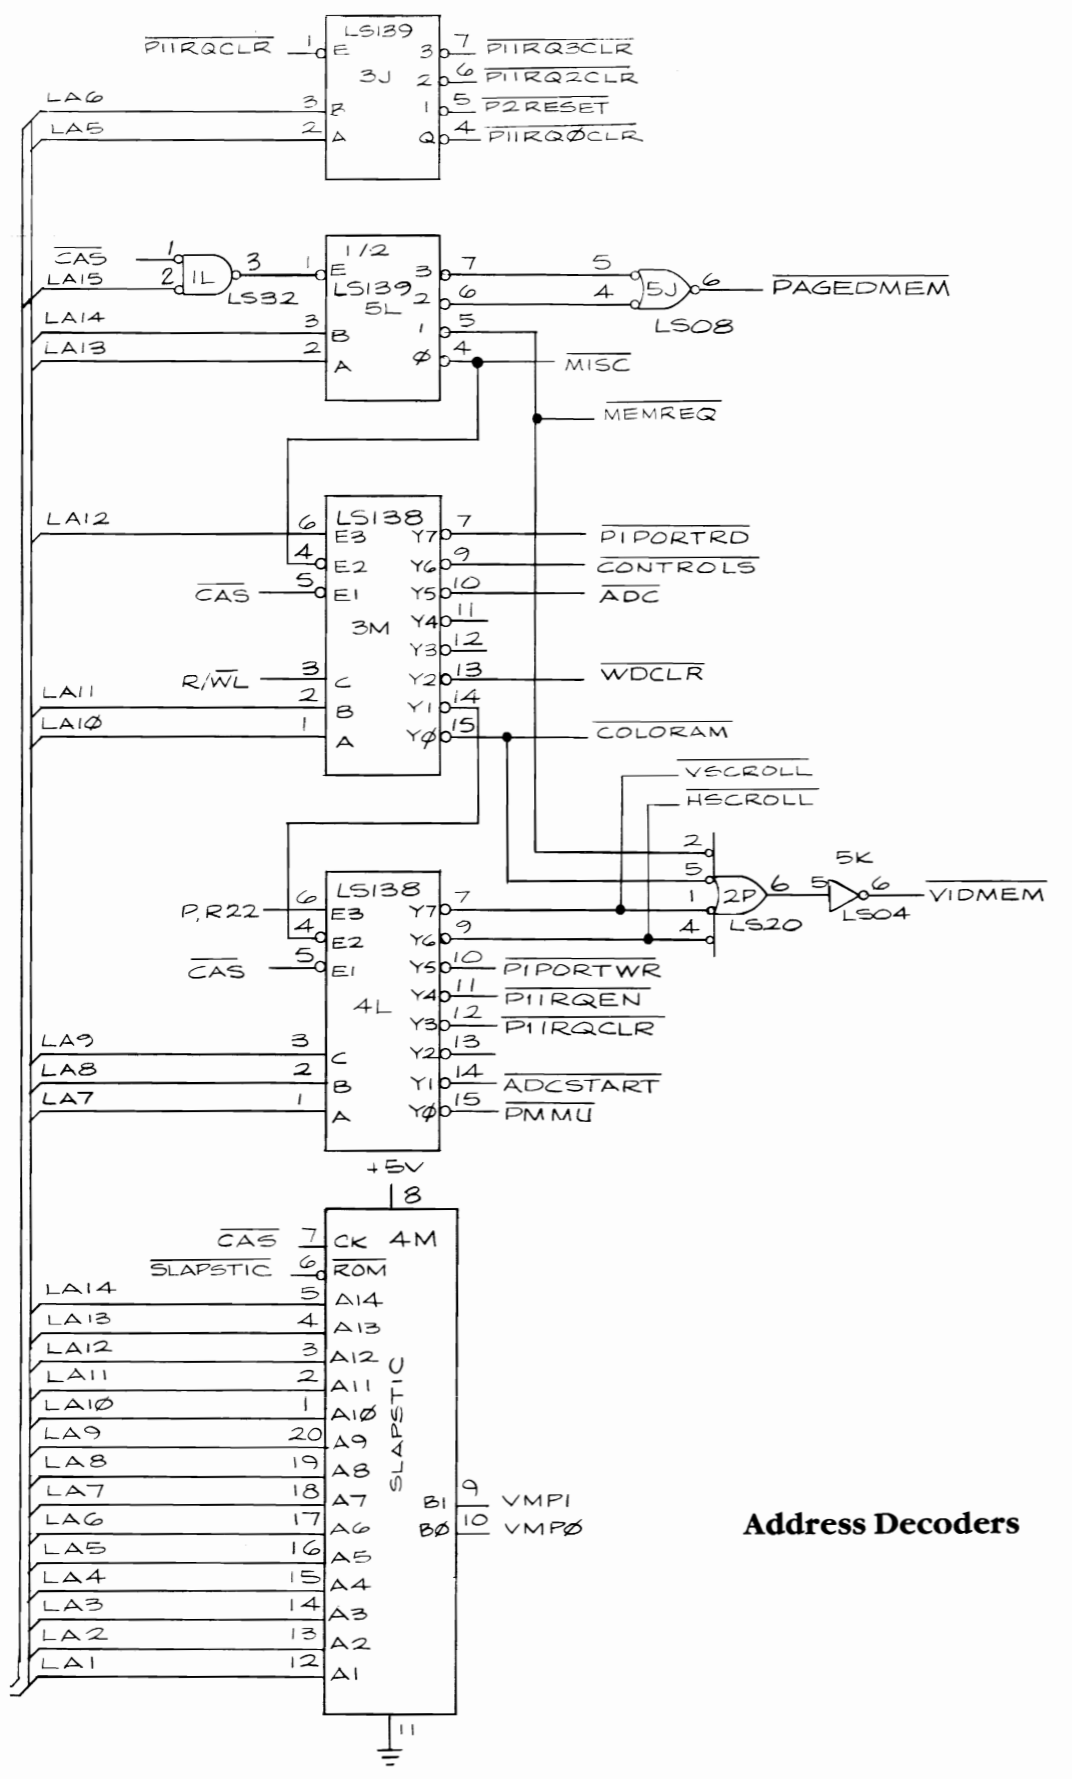 LS139
P1IRQCLR 1 E 3 7 P1IRQ3CLR
3J 2 6 P1IRQ2CLR
LA6 3 B 1 5 P2RESET
LA5 2 A 0 4 P1IRQ0CLR
1/2
CAS 1 3 1 E 3 7 5 6 PAGEDMEM
LA15 2 1L LS32 LS139 2 6 4 5J LS08
5L
LA14 3 B 1 5
LA13 2 A Ø 4 MISC
MEMREQ
LS138
LA12 6 E3 Y7 7 P1PORTRD
4 E2 Y6 9 CONTROLS
CAS 5 E1 Y5 10 ADC
3M Y4 11
Y3 12
R/WL 3 C Y2 13 WDCLR
LA11 2 B Y1 14
LA1Ø 1 A YØ 15 COLORAM
VSCROLL
HSCROLL
2 5K
5 2P 6 5 6 VIDMEM
1 LS20 LS04
4
LS138
P,R22 6 E3 Y7 7
4 E2 Y6 9
CAS 5 E1 Y5 10 P1PORTWR
4L Y4 11 P1IRQEN
Y3 12 P1IRQCLR
LA9 3 C Y2 13
LA8 2 B Y1 14 ADCSTART
LA7 1 A YØ 15 PMMU
+5V
8
CAS 7 CK 4M
SLAPSTIC 6 ROM
LA14 5 A14
LA13 4 A13
LA12 3 A12
LA11 2 A11
LA1Ø 1 A1Ø
LA9 20 A9
LA8 19 A8
SLAPSTIC
LA7 18 A7 B1 9 VMP1
LA6 17 A6 BØ 10 VMPØ
LA5 16 A5
LA4 15 A4
LA3 14 A3
LA2 13 A2
LA1 12 A1
11
Address Decoders